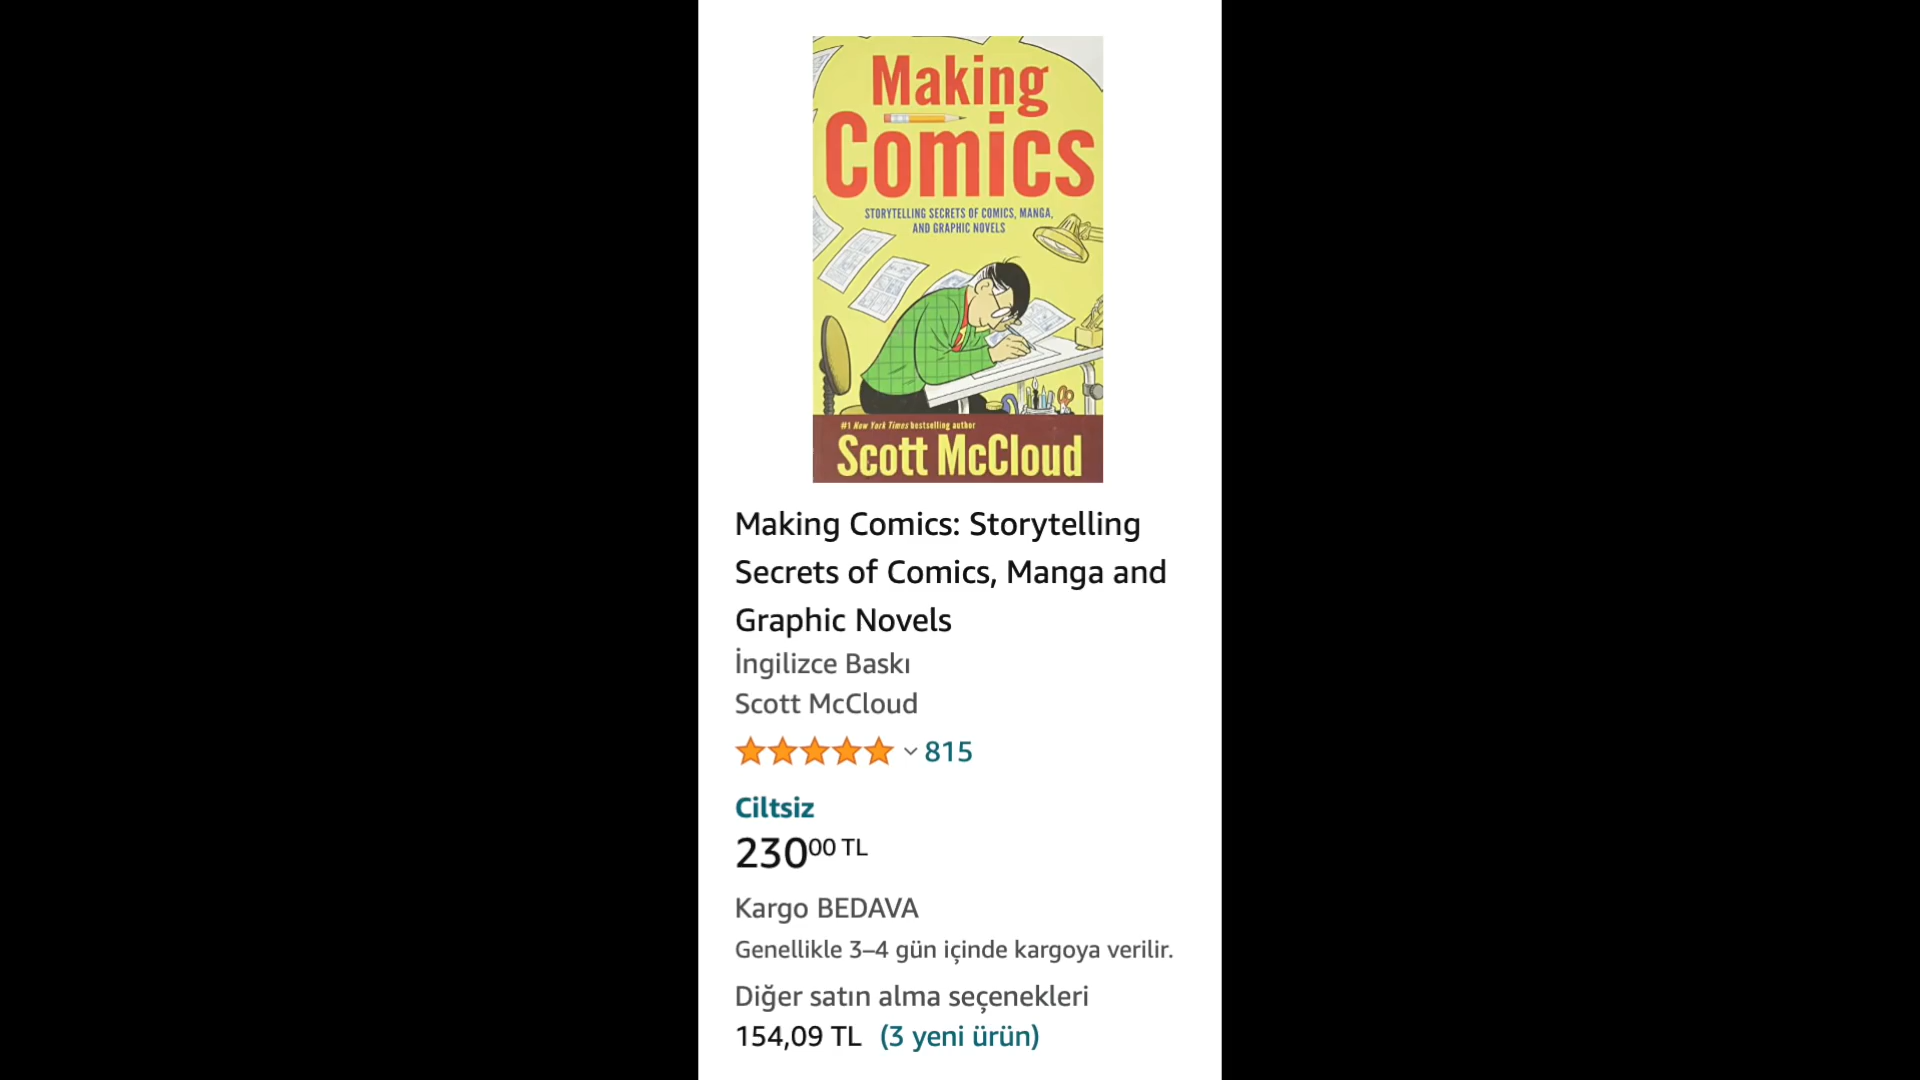 Making
Comics
STORYTELLING SECRETS OF COMICS, MANGA,
AND GRAPHIC NOVELS
#1 New York Times bestselling author
Scott McCloud
Making Comics: Storytelling
Secrets of Comics, Manga and
Graphic Novels
İngilizce Baskı
Scott McCloud
815
Ciltsiz
23000 TL
Kargo BEDAVA
Genellikle 3–4 gün içinde kargoya verilir.
Diğer satın alma seçenekleri
154,09 TL (3 yeni ürün)